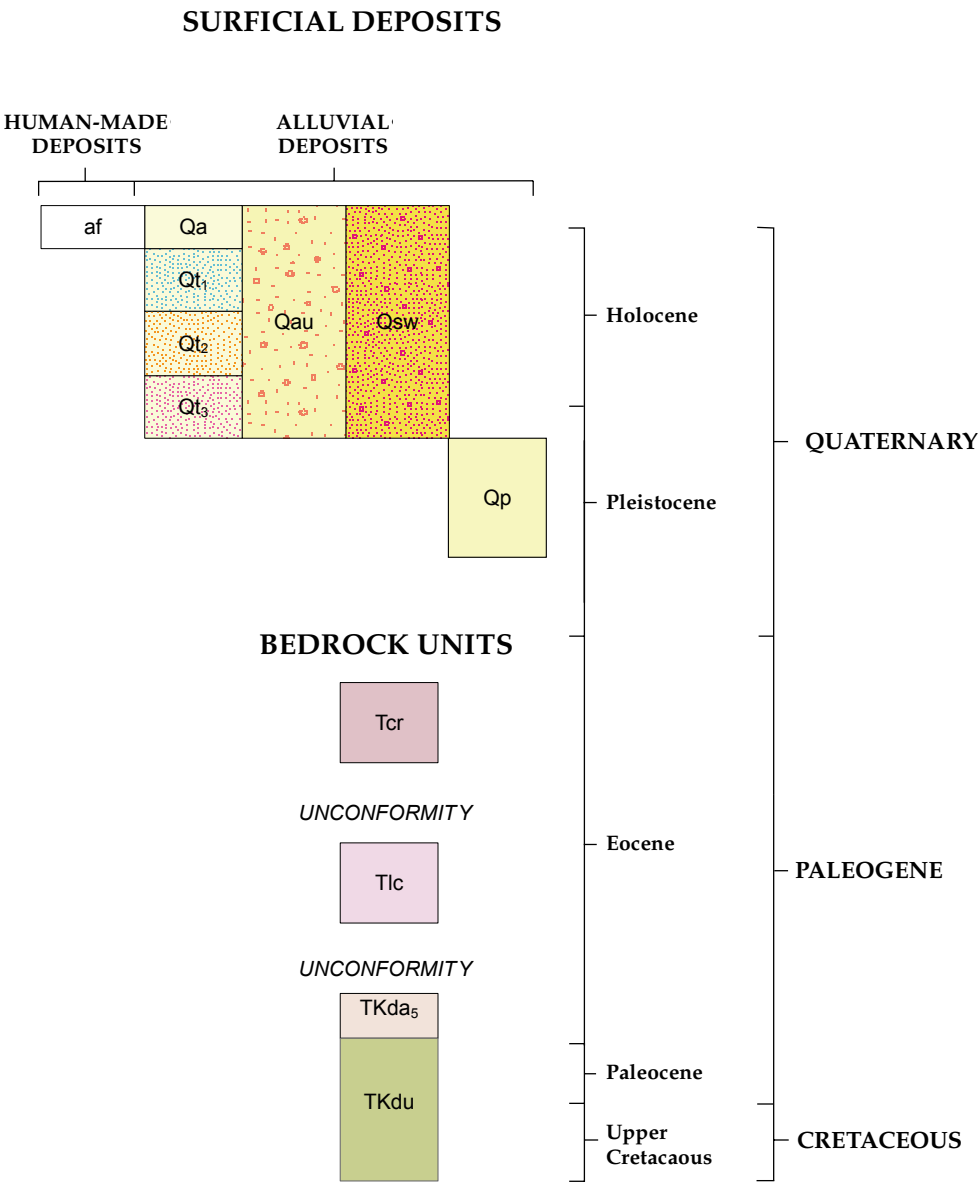 SURFICIAL DEPOSITS
HUMAN-MADE
DEPOSITS
ALLUVIAL
DEPOSITS
af
Qa
Qt1
Qt2
Qt3
Qau
Qsw
Qp
Holocene
Pleistocene
QUATERNARY
BEDROCK UNITS
Tcr
UNCONFORMITY
Tlc
UNCONFORMITY
TKda5
TKdu
Eocene
Paleocene
Upper
Cretacaous
PALEOGENE
CRETACEOUS